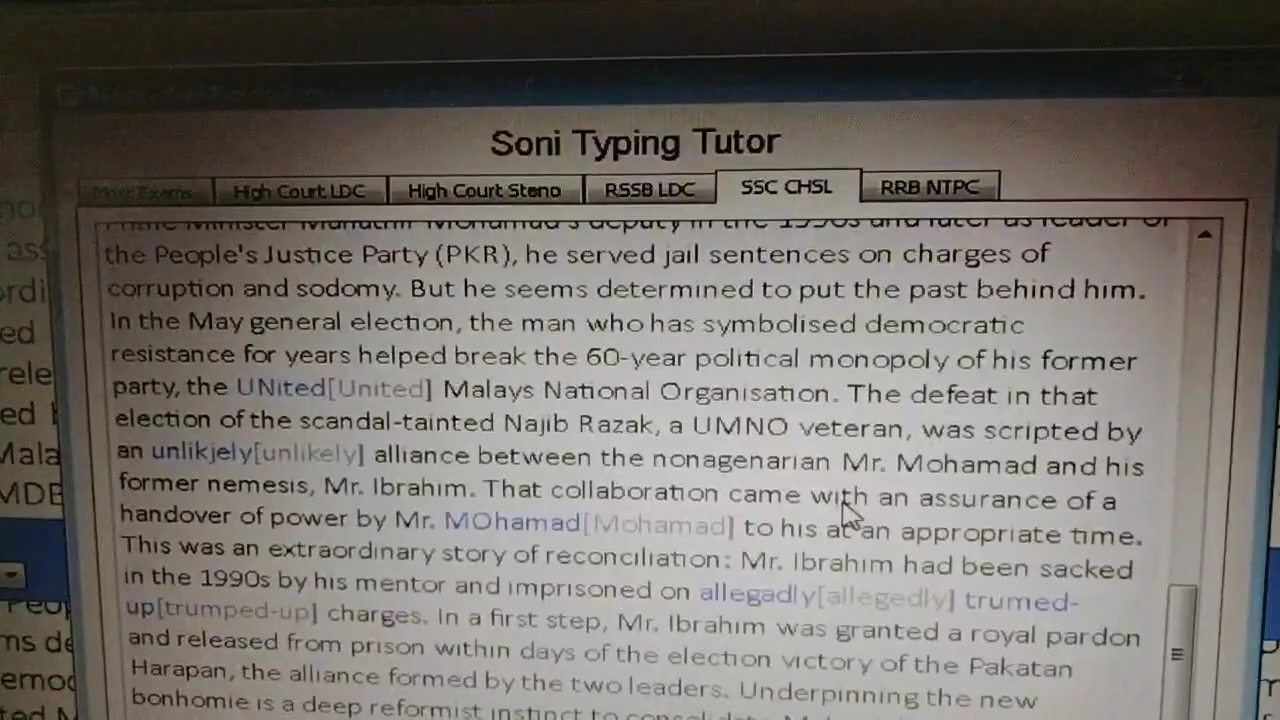 Soni Typing Tutor
High Court LDC
High Court Steno
RSSB LDC
SSC CHSL
RRB NTPC
the People's Justice Party (PKR), he served jail sentences on charges of
corruption and sodomy. But he seems determined to put the past behind him.
In the May general election, the man who has symbolised democratic
resistance for years helped break the 60-year political monopoly of his former
party, the UNited[United] Malays National Organisation. The defeat in that
election of the scandal-tainted Najib Razak, a UMNO veteran, was scripted by
an unlikjely[unlikely] alliance between the nonagenarian Mr. Mohamad and his
former nemesis, Mr. Ibrahim. That collaboration came with an assurance of a
handover of power by Mr. MOhamad[Mohamad] to his at an appropriate time.
This was an extraordinary story of reconciliation: Mr. Ibrahim had been sacked
in the 1990s by his mentor and imprisoned on allegadly[allegedly] trumed-
up[trumped-up] charges. In a first step, Mr. Ibrahim was granted a royal pardon
and released from prison within days of the election victory of the Pakatan
Harapan, the alliance formed by the two leaders. Underpinning the new
bonhomie is a deep reformist instinct to